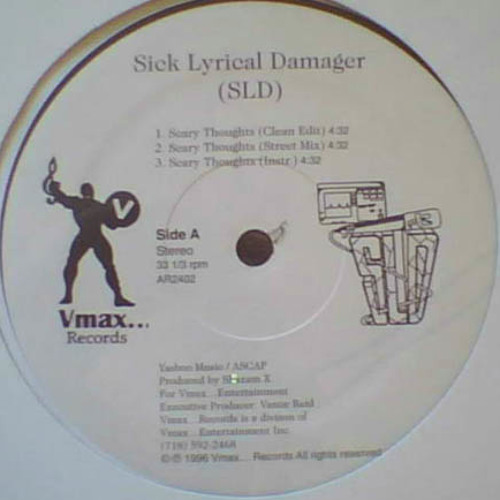 Sick Lyrical Damager
(SLD)
1. Scary Thoughts (Clean Edit) 4:32
2. Scary Thoughts (Street Mix) 4:32
3. Scary Thoughts (Instr.) 4:32
V
Side A
Stereo
33 1/3 rpm
AR2402
Vmax...
Records
Music / ASCAP
Produced by X
For Vmax...Entertainment
Executive Producer: Vance Reid
Vmax...Records is a division of
Vmax...Entertainment Inc.
(718) 592-2468
©℗ 1996 Vmax.... Records All rights reserved